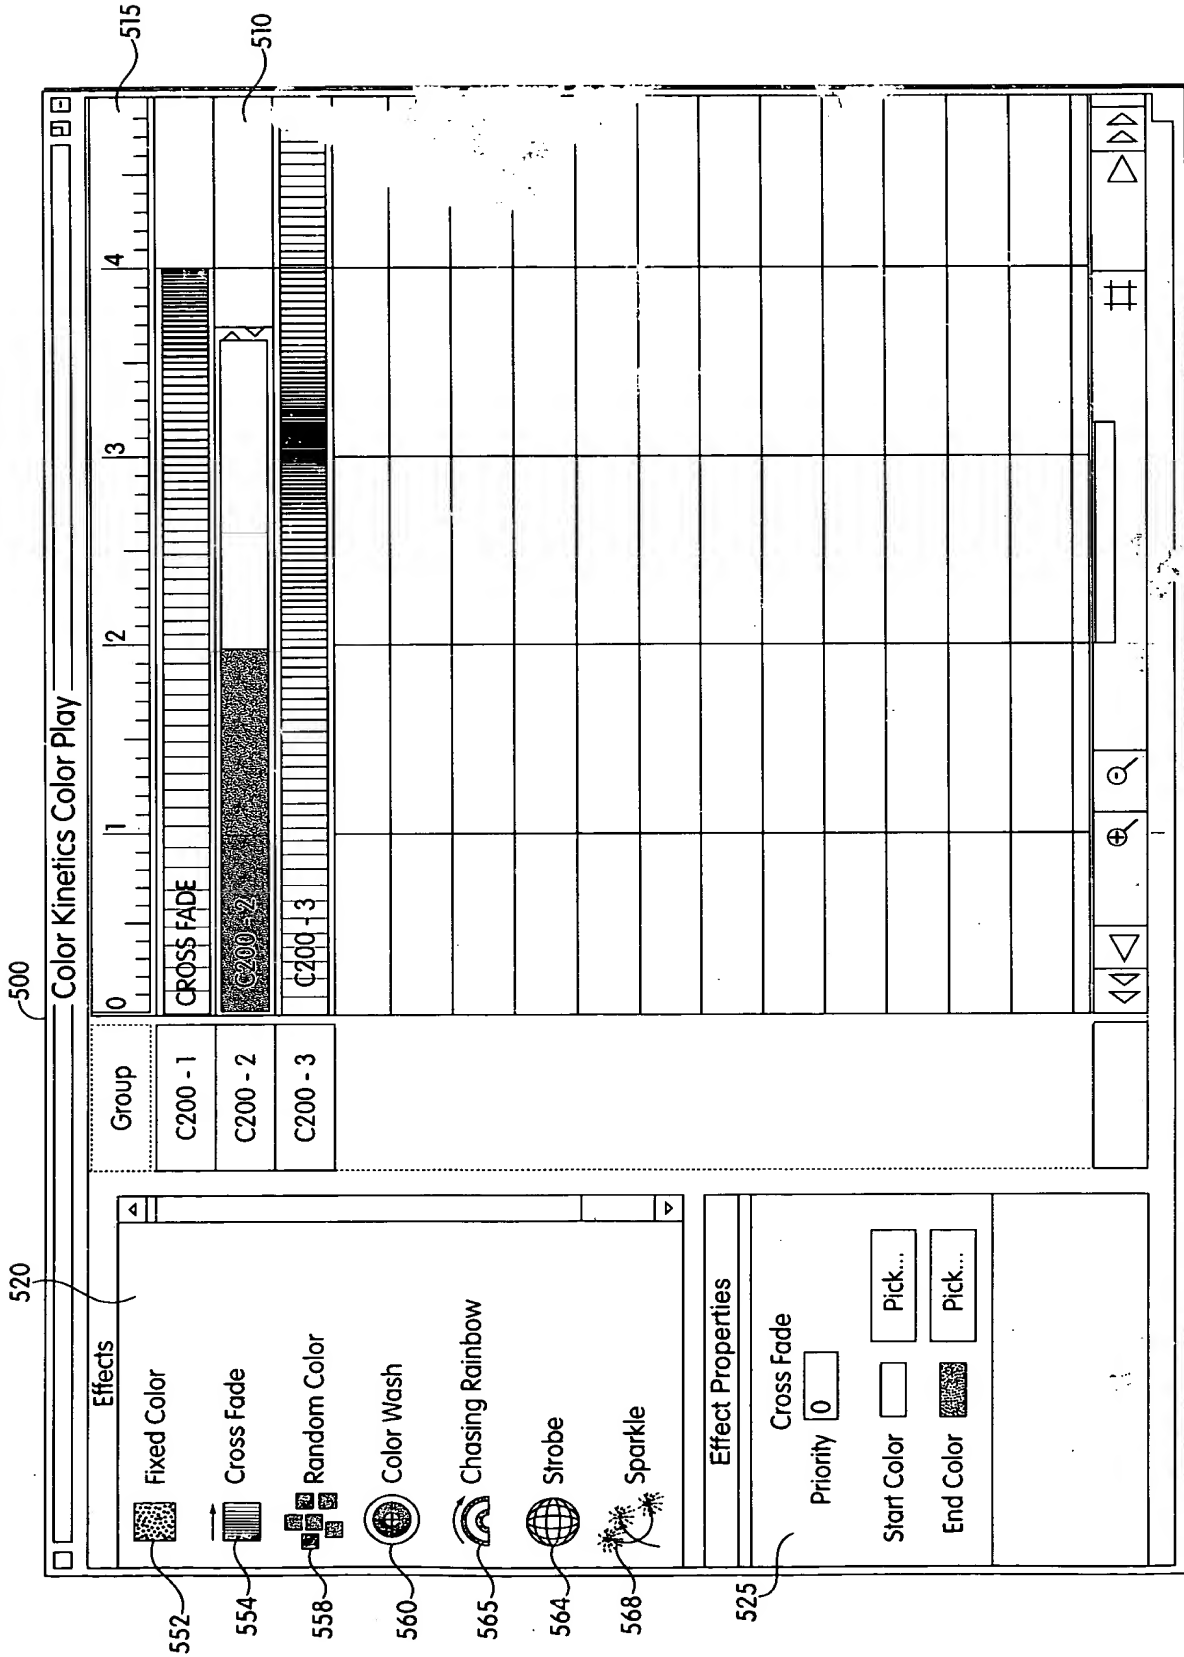 500
Color Kinetics Color Play
520
Effects
552
Fixed Color
554
Cross Fade
558
Random Color
560
Color Wash
565
Chasing Rainbow
564
Strobe
568
Sparkle
Effect Properties
525
Cross Fade
Priority 0
Start Color Pick...
End Color Pick...
Group
C200 - 1
C200 - 2
C200 - 3
0 1 2 3 4
515
CROSS FADE
C200 - 2
510
C200 - 3